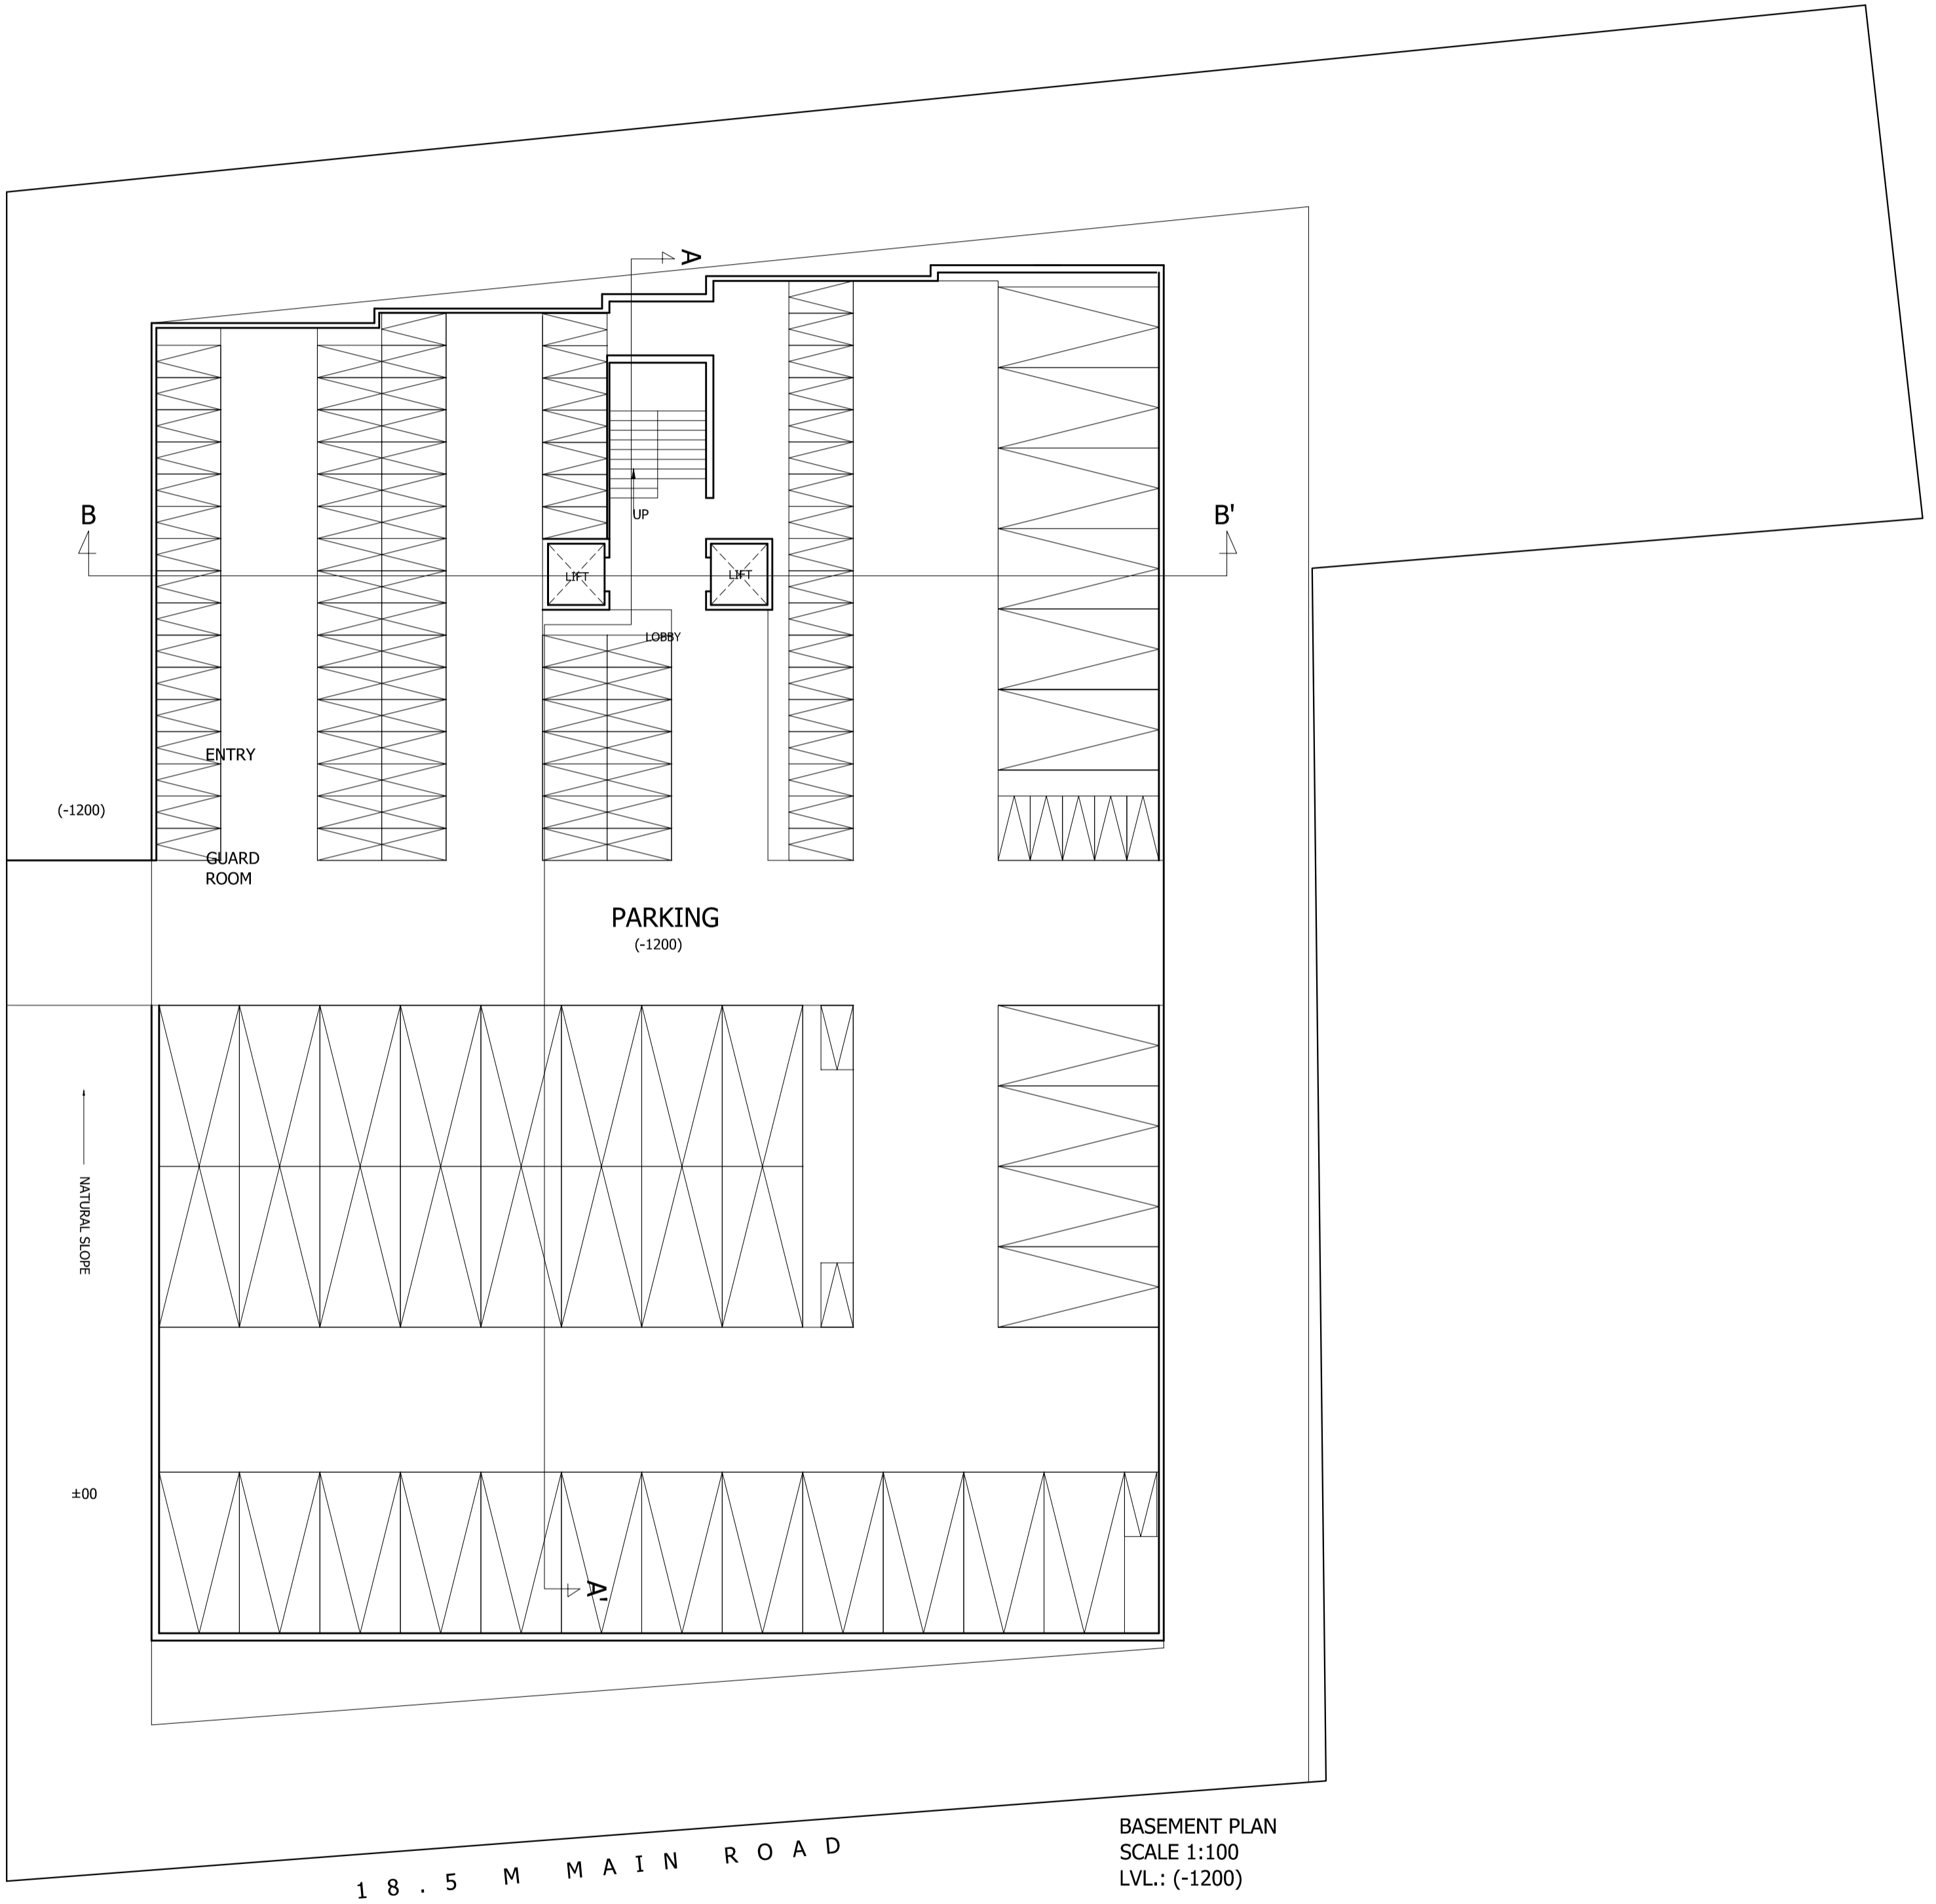 A
B
B'
UP
LIFT
LIFT
LOBBY
ENTRY
(-1200)
GUARD
ROOM
PARKING
(-1200)
NATURAL SLOPE
±00
A'
18.5 M MAIN ROAD
BASEMENT PLAN
SCALE 1:100
LVL.: (-1200)